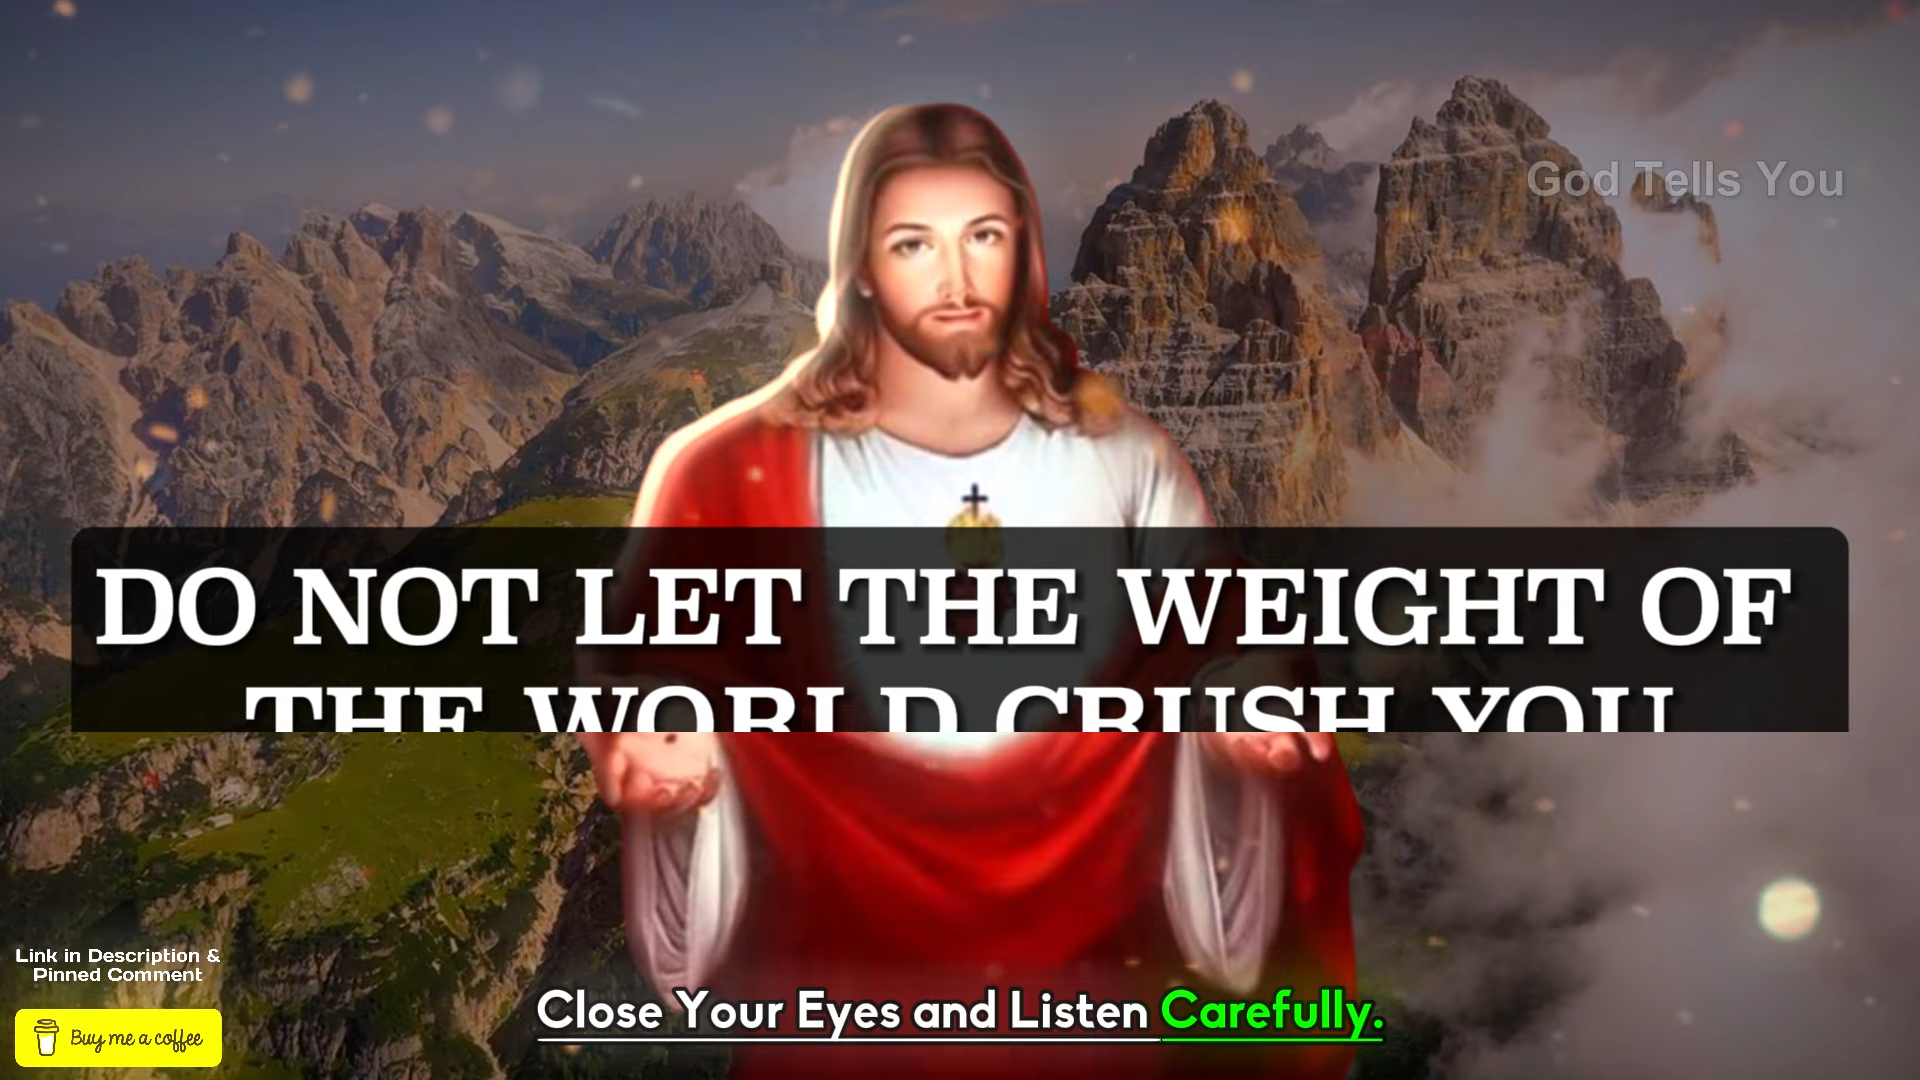 God Tells You
DO NOT LET THE WEIGHT OF
THE WORLD CRUSH YOU
Link in Description &
Pinned Comment
Buy me a coffee
Close Your Eyes and Listen Carefully.